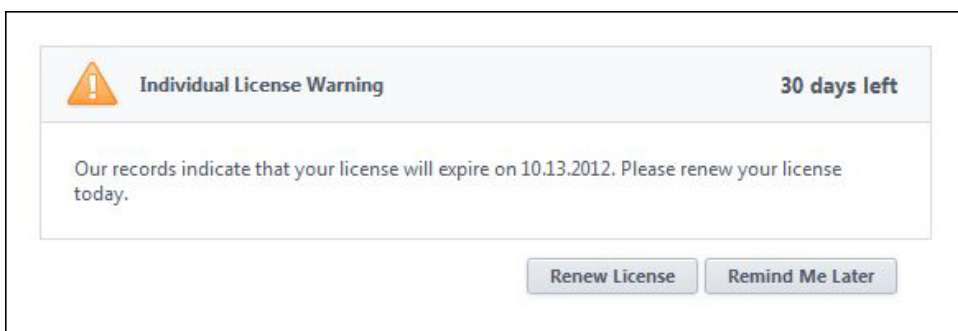 Individual License Warning
30 days left
Our records indicate that your license will expire on 10.13.2012. Please renew your license
today.
Renew License
Remind Me Later